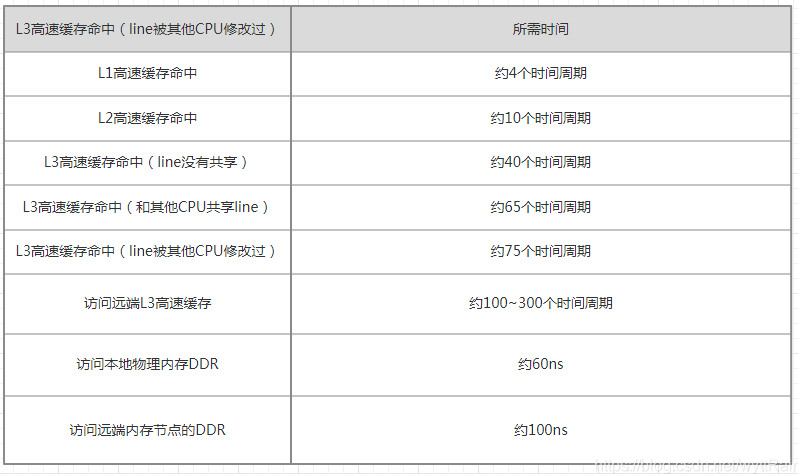 L3高速缓存命中（line被其他CPU修改过） 所需时间
L1高速缓存命中 约4个时间周期
L2高速缓存命中 约10个时间周期
L3高速缓存命中（line没有共享） 约40个时间周期
L3高速缓存命中（和其他CPU共享line） 约65个时间周期
L3高速缓存命中（line被其他CPU修改过） 约75个时间周期
访问远端L3高速缓存 约100~300个时间周期
访问本地物理内存DDR 约60ns
访问远端内存节点的DDR 约100ns